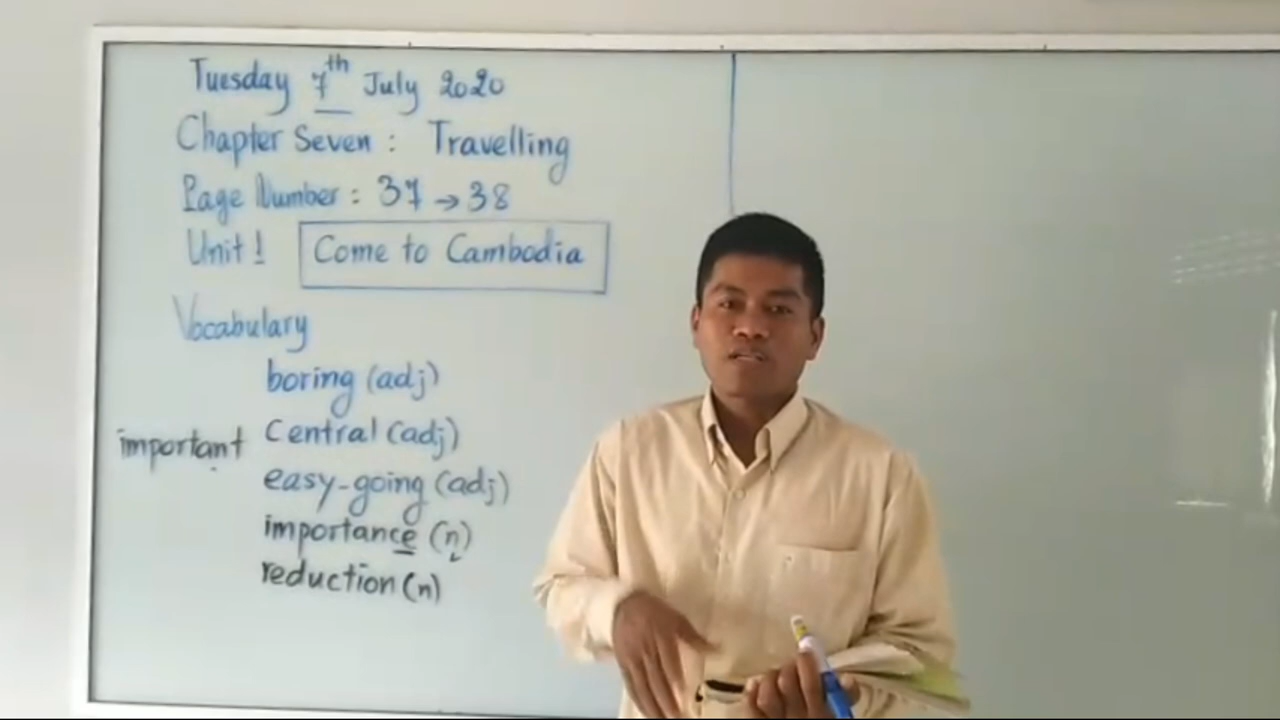 Tuesday 7th July 2020
Chapter Seven : Travelling
Page Number : 37 → 38
Unit 1 Come to Cambodia
Vocabulary
boring (adj)
important Central (adj)
easy-going (adj)
importance (n)
reduction (n)